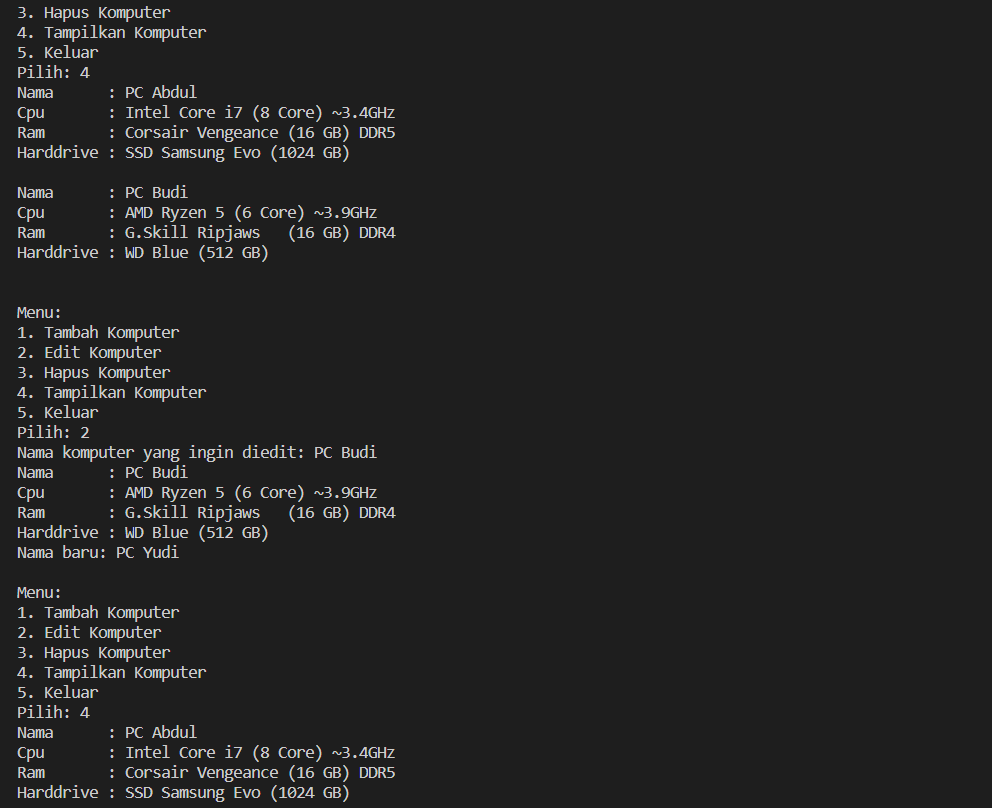 3. Hapus Komputer
4. Tampilkan Komputer
5. Keluar
Pilih: 4
Nama      : PC Abdul
Cpu       : Intel Core i7 (8 Core) ~3.4GHz
Ram       : Corsair Vengeance (16 GB) DDR5
Harddrive : SSD Samsung Evo (1024 GB)

Nama      : PC Budi
Cpu       : AMD Ryzen 5 (6 Core) ~3.9GHz
Ram       : G.Skill Ripjaws   (16 GB) DDR4
Harddrive : WD Blue (512 GB)


Menu:
1. Tambah Komputer
2. Edit Komputer
3. Hapus Komputer
4. Tampilkan Komputer
5. Keluar
Pilih: 2
Nama komputer yang ingin diedit: PC Budi
Nama      : PC Budi
Cpu       : AMD Ryzen 5 (6 Core) ~3.9GHz
Ram       : G.Skill Ripjaws   (16 GB) DDR4
Harddrive : WD Blue (512 GB)
Nama baru: PC Yudi

Menu:
1. Tambah Komputer
2. Edit Komputer
3. Hapus Komputer
4. Tampilkan Komputer
5. Keluar
Pilih: 4
Nama      : PC Abdul
Cpu       : Intel Core i7 (8 Core) ~3.4GHz
Ram       : Corsair Vengeance (16 GB) DDR5
Harddrive : SSD Samsung Evo (1024 GB)